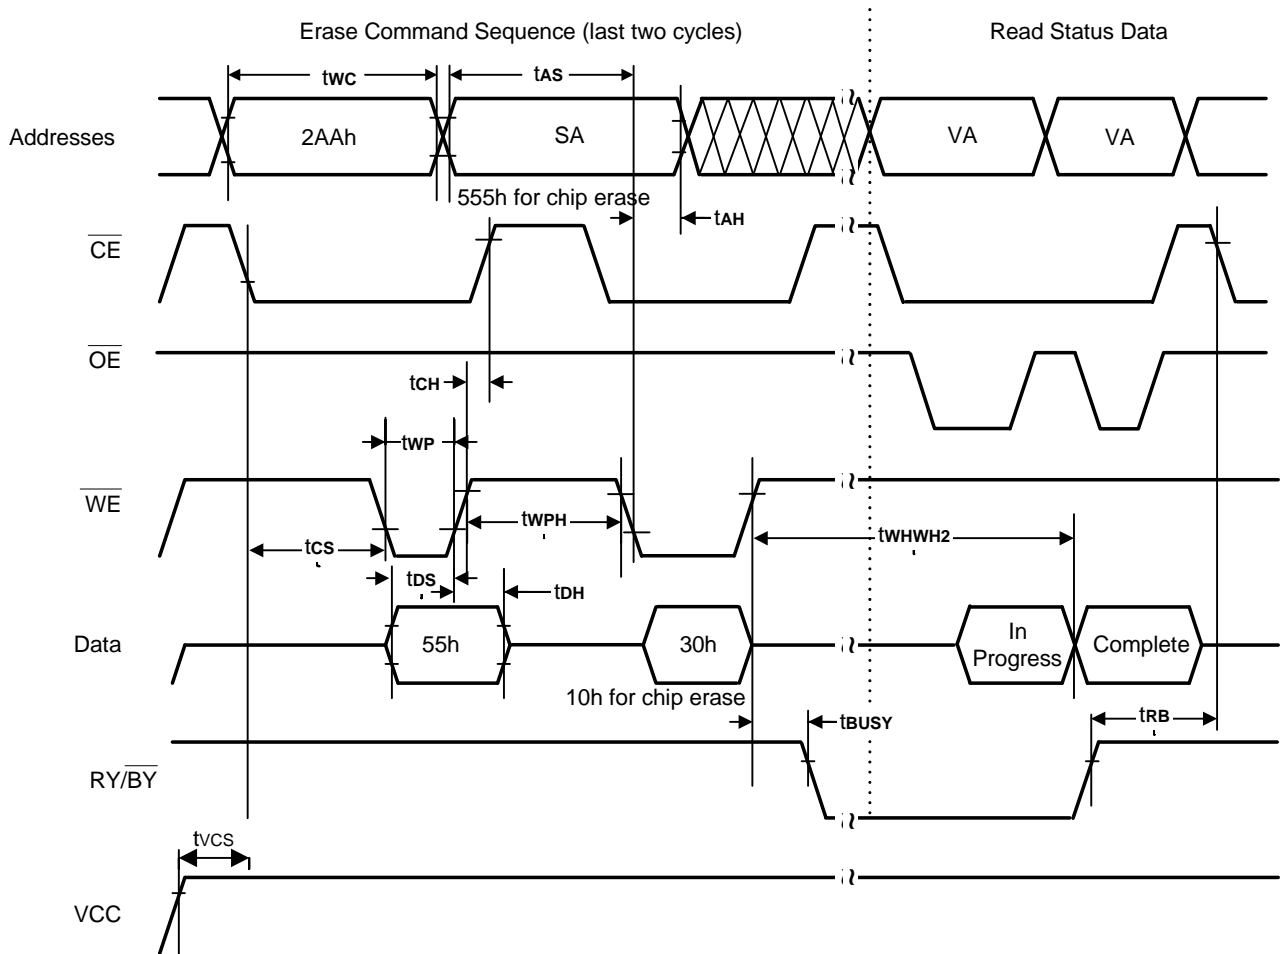 Erase Command Sequence (last two cycles) Read Status Data
tWC tAS
Addresses 2AAh SA VA VA
555h for chip erase
tAH
CE
OE
tCH
tWP
WE
tWPH
tCS tWHWH2
tDS
tDH
Data 55h 30h In Progress Complete
10h for chip erase
tBUSY tRB
RY/BY
tVCS
VCC